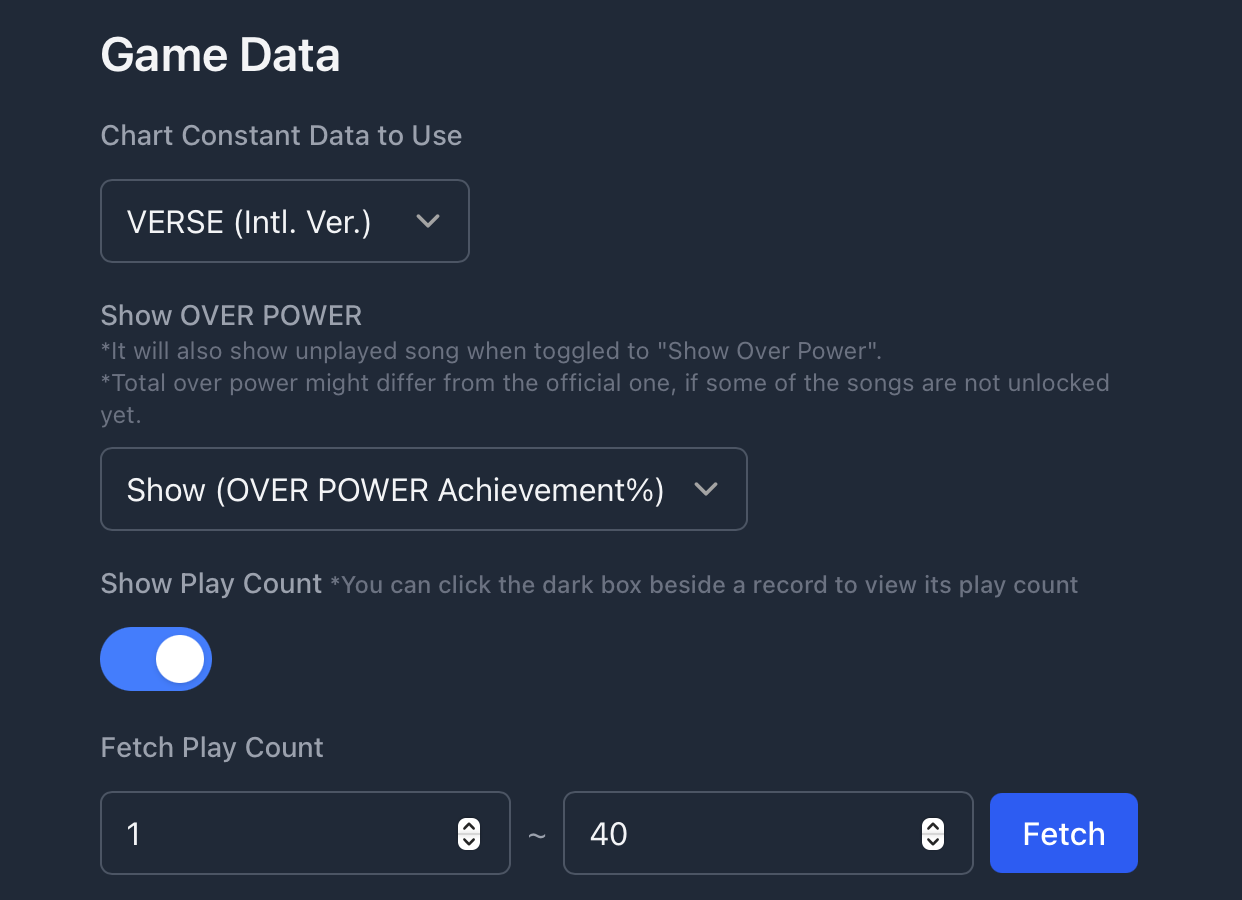 Game Data
Chart Constant Data to Use
VERSE (Intl. Ver.)
Show OVER POWER
*It will also show unplayed song when toggled to "Show Over Power".
*Total over power might differ from the official one, if some of the songs are not unlocked
yet.
Show (OVER POWER Achievement%)
Show Play Count *You can click the dark box beside a record to view its play count
Fetch Play Count
1 ~ 40 Fetch